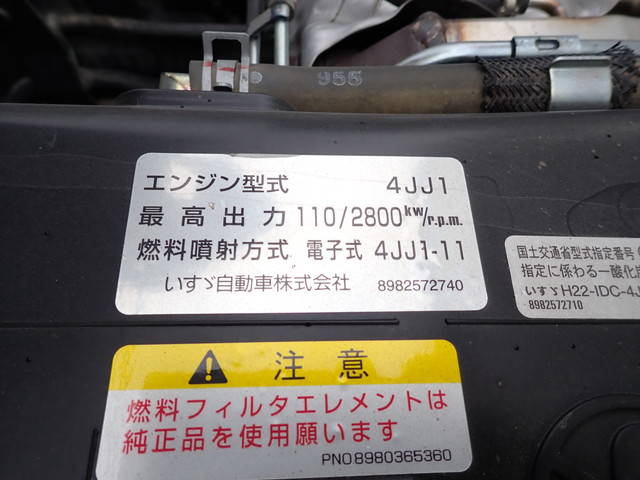 955
エンジン型式 4JJ1
最高出力 110/2800kw/r.p.m.
燃料噴射方式 電子式 4JJ1-11
いすゞ自動車株式会社 8982572740
国土交通省型式指定番号
指定に係わる一酸化炭
いすゞH22-IDC-4J
8982572710
注意
燃料フィルタエレメントは
純正品を使用願います
PNO8980365360